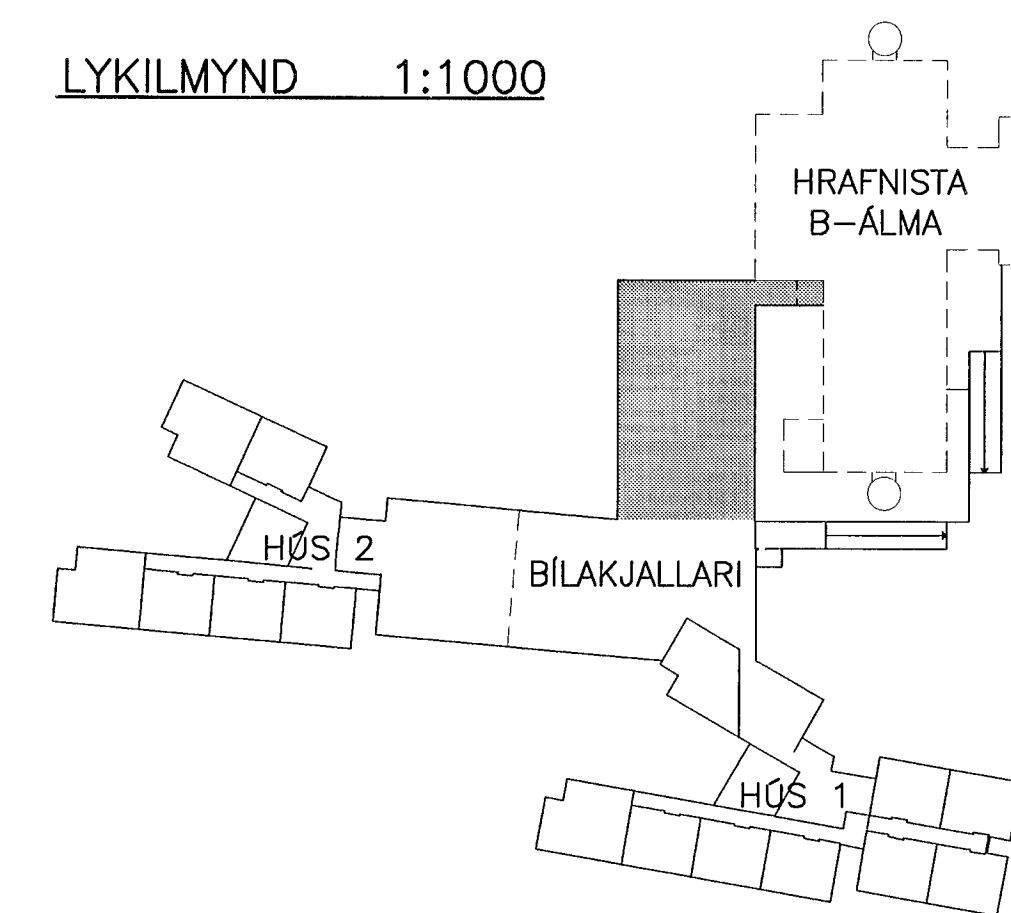 LYKILMYND 1:1000
HRAFNISTA
B-ÁLMA
HÚS 2
BÍLAKJALLARI
HÚS 1